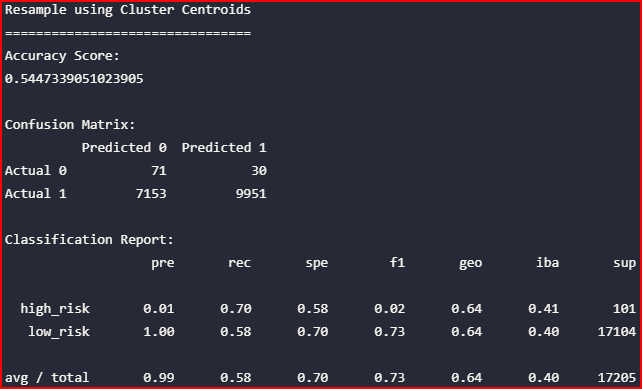 Resample using Cluster Centroids
================================
Accuracy Score:
0.5447339051023905
Confusion Matrix:
Predicted 0 Predicted 1
Actual 0 71 30
Actual 1 7153 9951
Classification Report:
pre rec spe f1 geo iba sup
high_risk 0.01 0.70 0.58 0.02 0.64 0.41 101
low_risk 1.00 0.58 0.70 0.73 0.64 0.40 17104
avg / total 0.99 0.58 0.70 0.73 0.64 0.40 17205